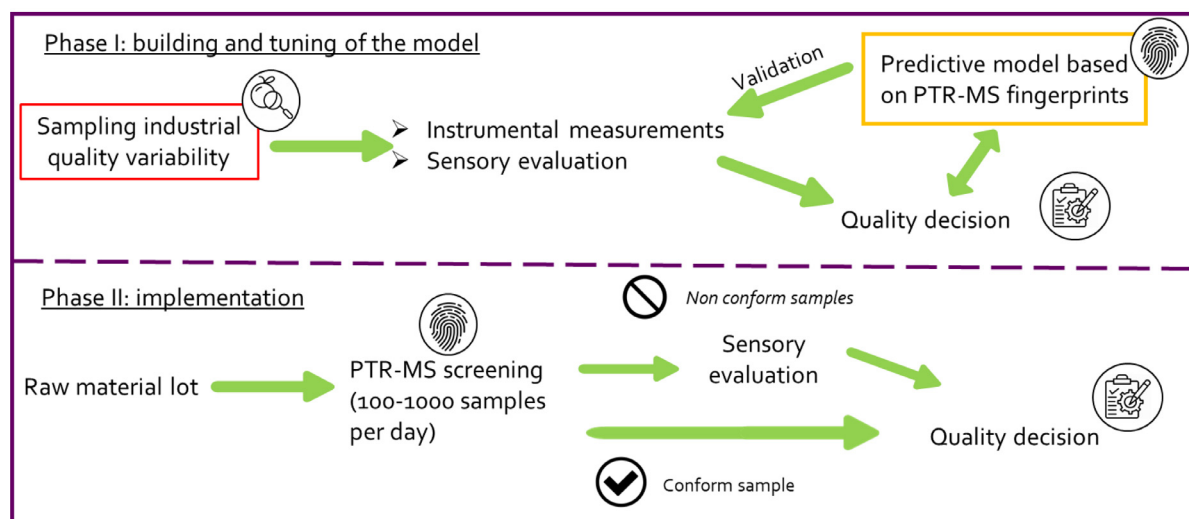 Phase I: building and tuning of the model
Validation
Predictive model based
on PTR-MS fingerprints
Sampling industrial
quality variability
Instrumental measurements
Sensory evaluation
Quality decision
Phase II: implementation
Non conform samples
Raw material lot
PTR-MS screening
(100-1000 samples
per day)
Sensory
evaluation
Quality decision
Conform sample